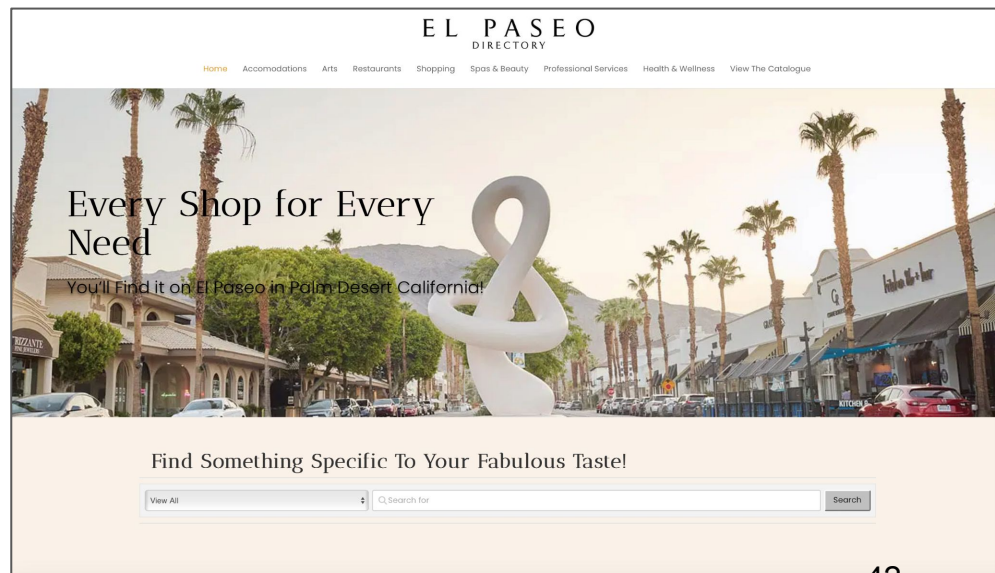 EL PASEO
DIRECTORY
Home Accomodations Arts Restaurants Shopping Spas & Beauty Professional Services Health & Wellness View The Catalogue
Every Shop for Every
Need
You'll Find it on El Paseo in Palm Desert California!
KITCHEN
Find Something Specific To Your Fabulous Taste!
View All Search for Search